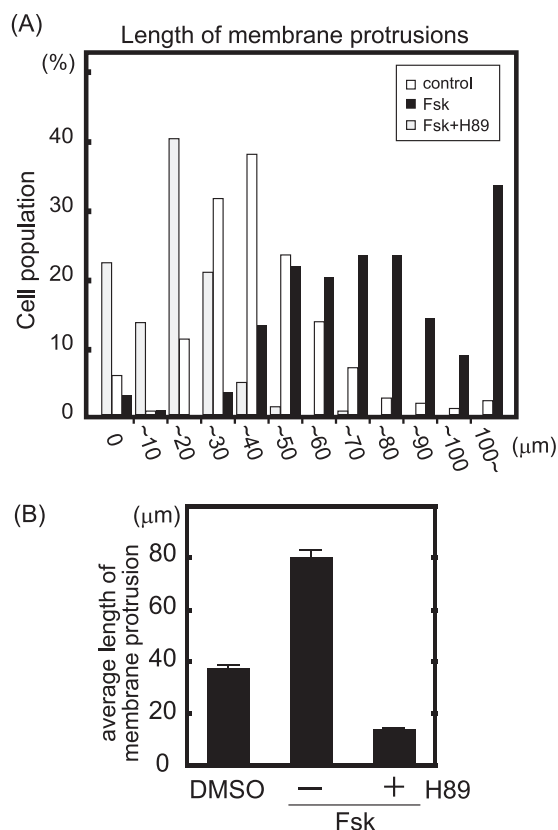 (A)
Length of membrane protrusions
(%)
control
Fsk
Fsk+H89
40
30
20
10
0
Cell population
0 ~10 ~20 ~30 ~40 ~50 ~60 ~70 ~80 ~90 ~100 100~ (μm)
(B)
(μm)
80
60
40
20
0
average length of
membrane protrusion
DMSO − + H89
Fsk